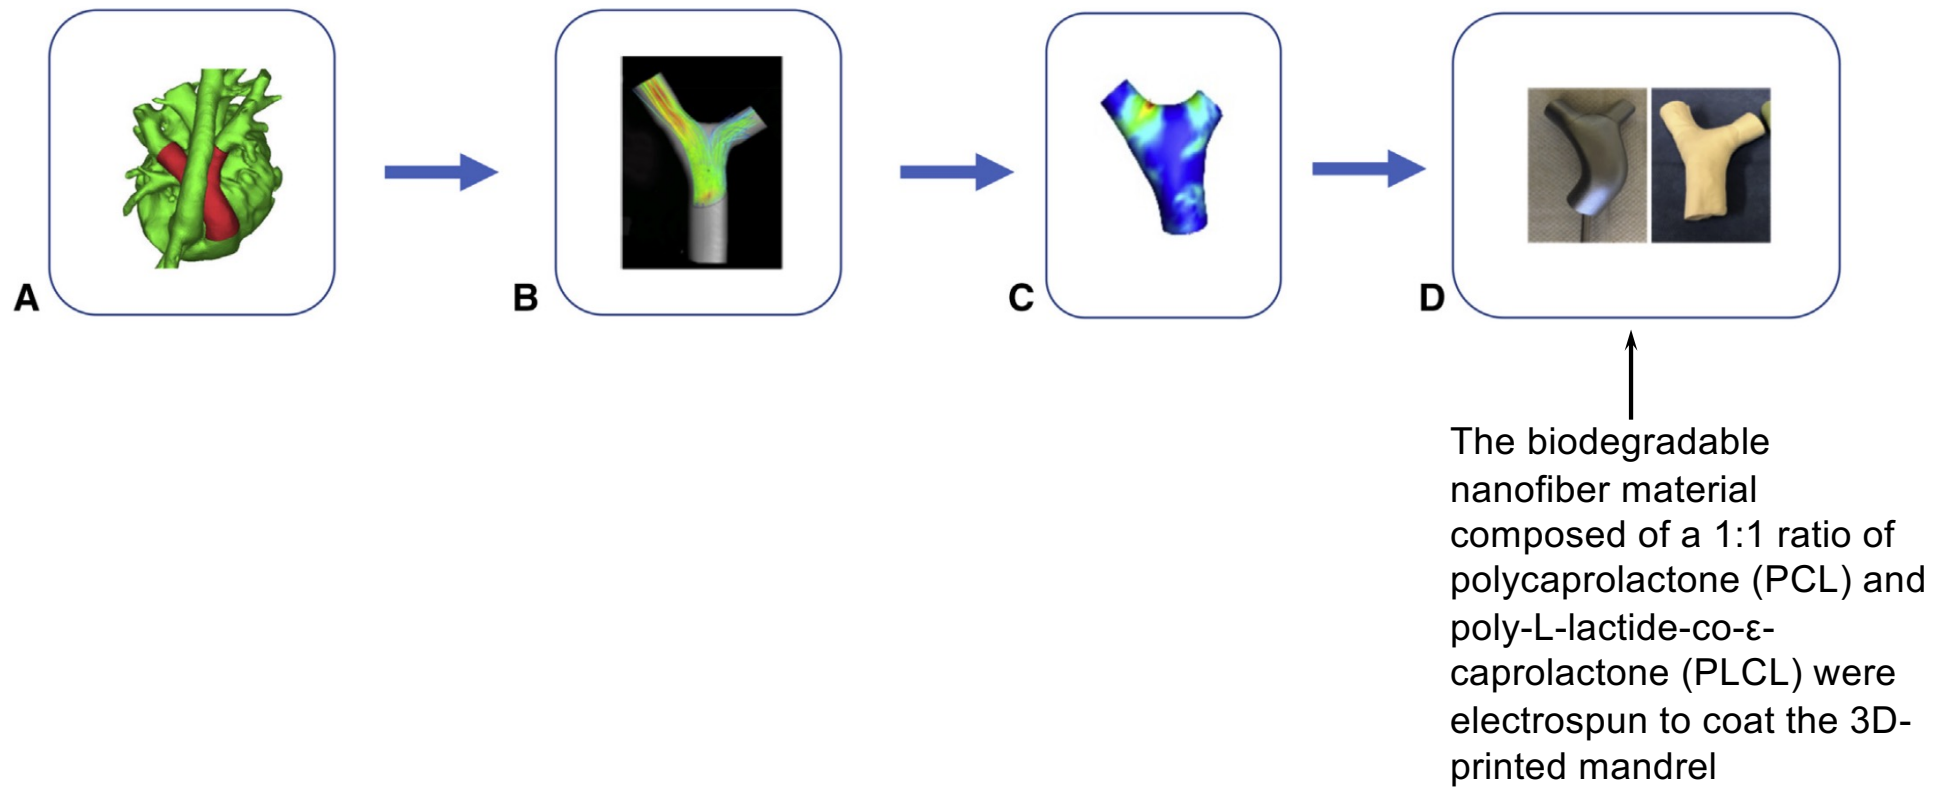 A
B
C
D
The biodegradable
nanofiber material
composed of a 1:1 ratio of
polycaprolactone (PCL) and
poly-L-lactide-co-ε-
caprolactone (PLCL) were
electrospun to coat the 3D-
printed mandrel